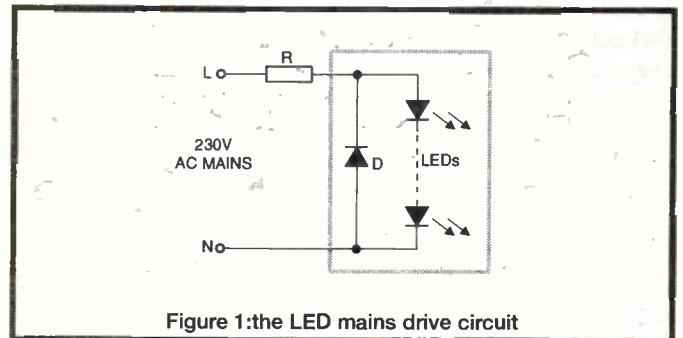 R
L
230V
AC MAINS
D
LEDs
N
Figure 1:the LED mains drive circuit